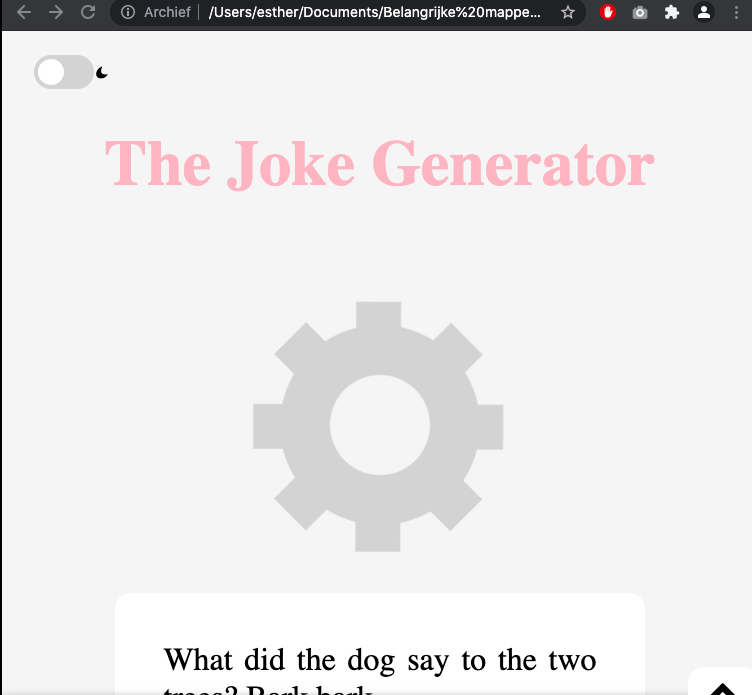 Archief | /Users/esther/Documents/Belangrijke%20mappe...
The Joke Generator
What did the dog say to the two
trees? Bark bark